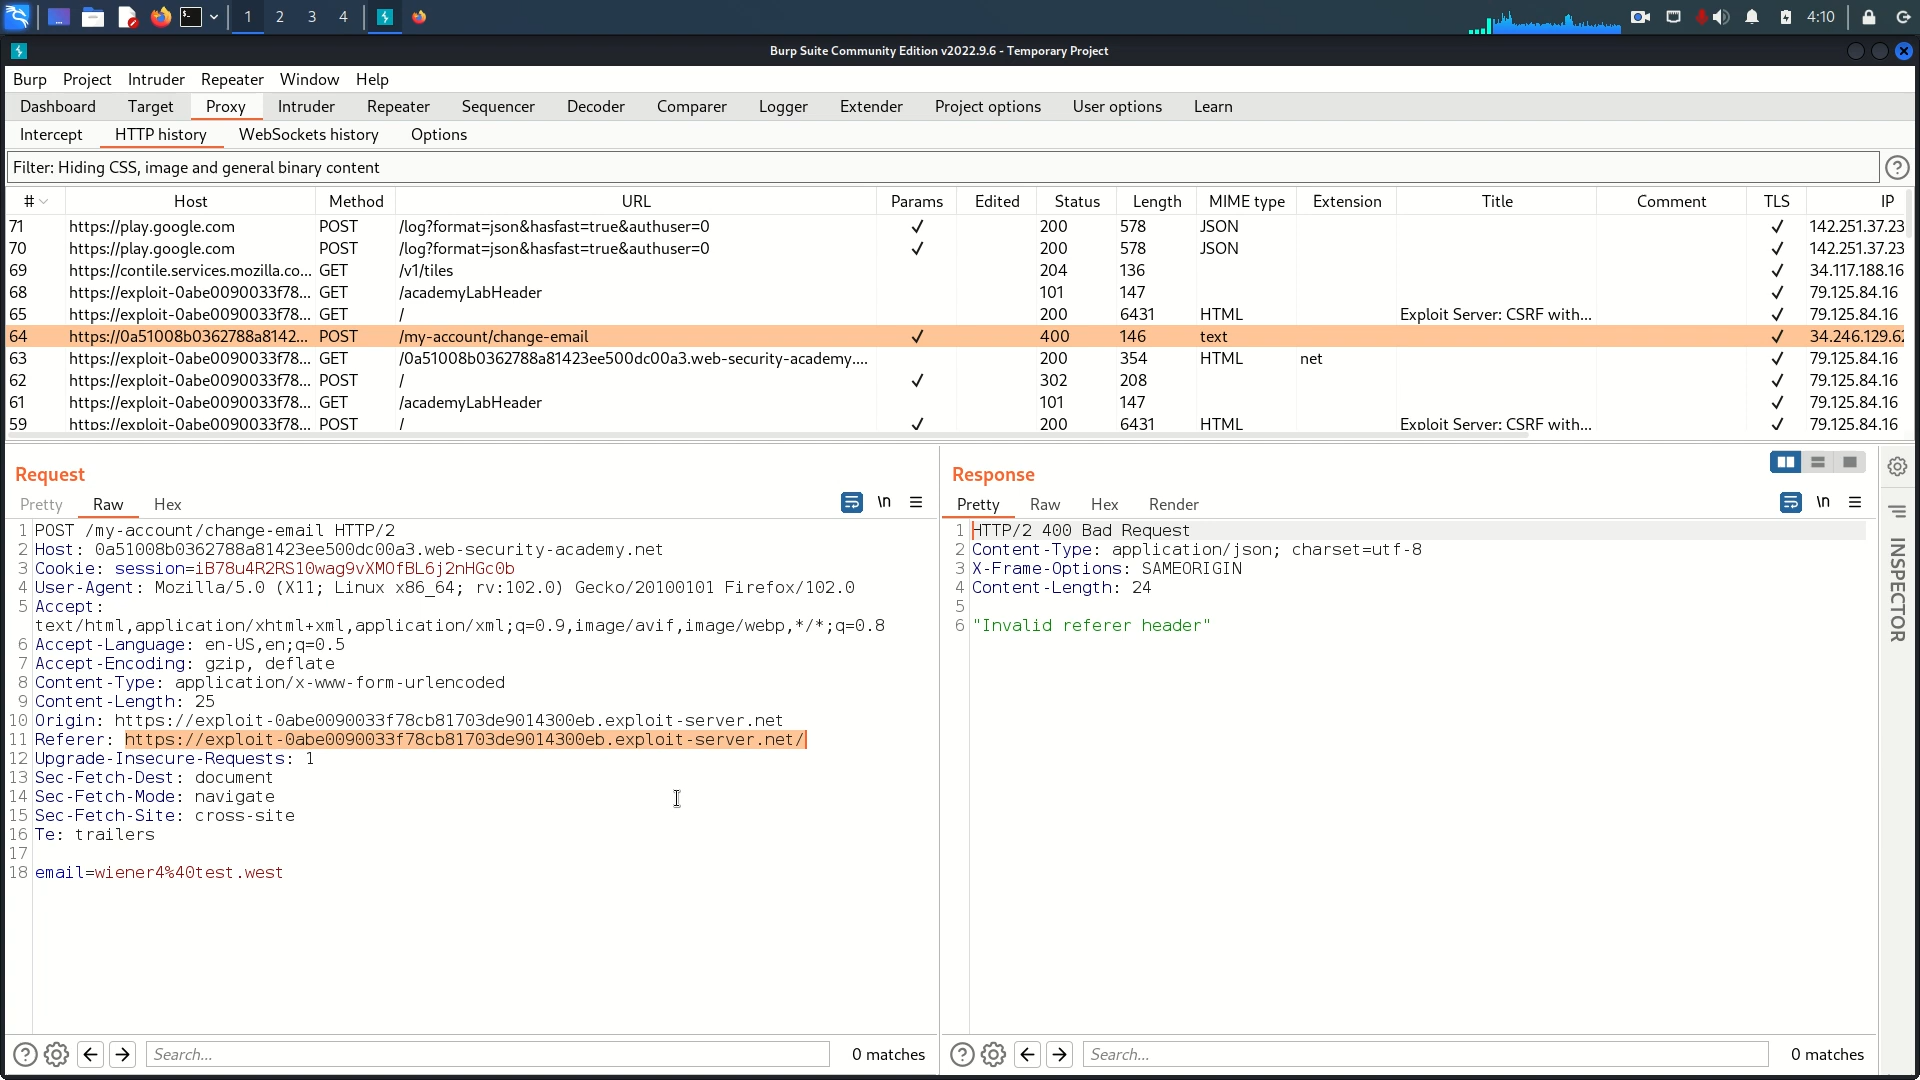 1 2 3 4 4:10
Burp Suite Community Edition v2022.9.6 - Temporary Project
Burp Project Intruder Repeater Window Help
Dashboard Target Proxy Intruder Repeater Sequencer Decoder Comparer Logger Extender Project options User options Learn
Intercept HTTP history WebSockets history Options
Filter: Hiding CSS, image and general binary content
# Host Method URL Params Edited Status Length MIME type Extension Title Comment TLS IP
71 https://play.google.com POST /log?format=json&hasfast=true&authuser=0 ✓ 200 578 JSON ✓ 142.251.37.23
70 https://play.google.com POST /log?format=json&hasfast=true&authuser=0 ✓ 200 578 JSON ✓ 142.251.37.23
69 https://contile.services.mozilla.co... GET /v1/tiles 204 136 ✓ 34.117.188.16
68 https://exploit-0abe0090033f78... GET /academyLabHeader 101 147 ✓ 79.125.84.16
65 https://exploit-0abe0090033f78... GET / 200 6431 HTML Exploit Server: CSRF with... ✓ 79.125.84.16
64 https://0a51008b0362788a8142... POST /my-account/change-email ✓ 400 146 text ✓ 34.246.129.62
63 https://exploit-0abe0090033f78... GET /0a51008b0362788a81423ee500dc00a3.web-security-academy.... 200 354 HTML net ✓ 79.125.84.16
62 https://exploit-0abe0090033f78... POST / ✓ 302 208 ✓ 79.125.84.16
61 https://exploit-0abe0090033f78... GET /academyLabHeader 101 147 ✓ 79.125.84.16
59 https://exploit-0abe0090033f78... POST / ✓ 200 6431 HTML Exploit Server: CSRF with... ✓ 79.125.84.16
Request
Pretty Raw Hex \n
1 POST /my-account/change-email HTTP/2
2 Host: 0a51008b0362788a81423ee500dc00a3.web-security-academy.net
3 Cookie: session=iB78u4R2RS10wag9vXMOfBL6j2nHGc0b
4 User-Agent: Mozilla/5.0 (X11; Linux x86_64; rv:102.0) Gecko/20100101 Firefox/102.0
5 Accept:
text/html,application/xhtml+xml,application/xml;q=0.9,image/avif,image/webp,*/*;q=0.8
6 Accept-Language: en-US,en;q=0.5
7 Accept-Encoding: gzip, deflate
8 Content-Type: application/x-www-form-urlencoded
9 Content-Length: 25
10 Origin: https://exploit-0abe0090033f78cb81703de9014300eb.exploit-server.net
11 Referer: https://exploit-0abe0090033f78cb81703de9014300eb.exploit-server.net/
12 Upgrade-Insecure-Requests: 1
13 Sec-Fetch-Dest: document
14 Sec-Fetch-Mode: navigate
15 Sec-Fetch-Site: cross-site
16 Te: trailers
17
18 email=wiener4%40test.west
Search... 0 matches
Response
Pretty Raw Hex Render \n
1 HTTP/2 400 Bad Request
2 Content-Type: application/json; charset=utf-8
3 X-Frame-Options: SAMEORIGIN
4 Content-Length: 24
5
6 "Invalid referer header"
Search... 0 matches
INSPECTOR